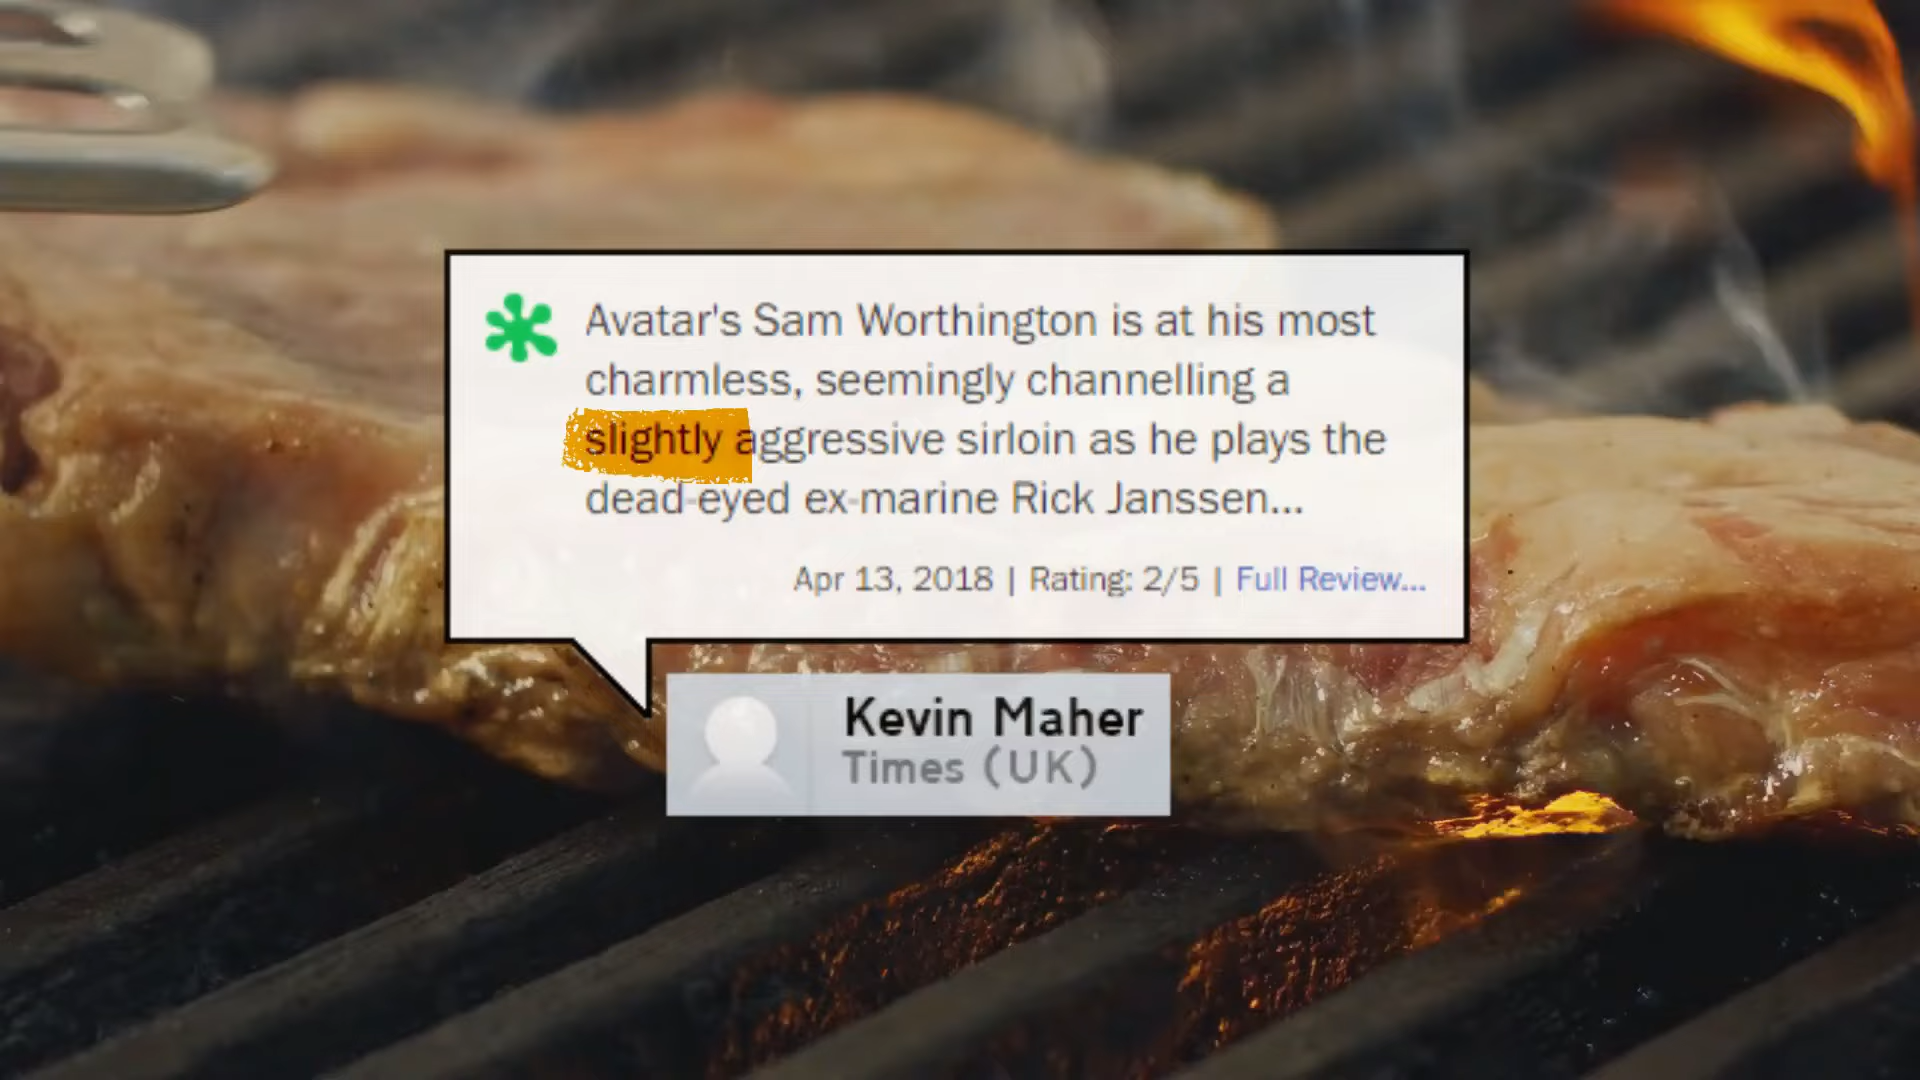 Avatar's Sam Worthington is at his most
charmless, seemingly channelling a
slightly aggressive sirloin as he plays the
dead-eyed ex-marine Rick Janssen...
Apr 13, 2018 | Rating: 2/5 | Full Review...
Kevin Maher
Times (UK)